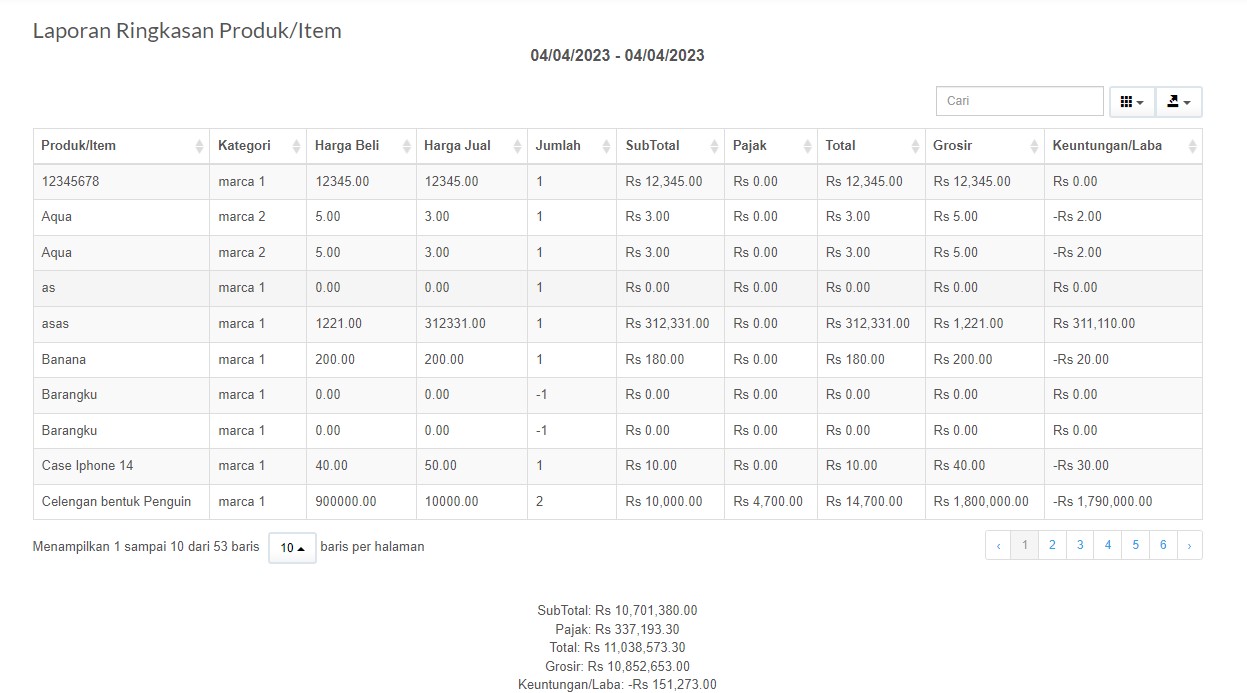 Laporan Ringkasan Produk/Item
04/04/2023 - 04/04/2023
Cari
Produk/Item Kategori Harga Beli Harga Jual Jumlah SubTotal Pajak Total Grosir Keuntungan/Laba
12345678 marca 1 12345.00 12345.00 1 Rs 12,345.00 Rs 0.00 Rs 12,345.00 Rs 12,345.00 Rs 0.00
Aqua marca 2 5.00 3.00 1 Rs 3.00 Rs 0.00 Rs 3.00 Rs 5.00 -Rs 2.00
Aqua marca 2 5.00 3.00 1 Rs 3.00 Rs 0.00 Rs 3.00 Rs 5.00 -Rs 2.00
as marca 1 0.00 0.00 1 Rs 0.00 Rs 0.00 Rs 0.00 Rs 0.00 Rs 0.00
asas marca 1 1221.00 312331.00 1 Rs 312,331.00 Rs 0.00 Rs 312,331.00 Rs 1,221.00 Rs 311,110.00
Banana marca 1 200.00 200.00 1 Rs 180.00 Rs 0.00 Rs 180.00 Rs 200.00 -Rs 20.00
Barangku marca 1 0.00 0.00 -1 Rs 0.00 Rs 0.00 Rs 0.00 Rs 0.00 Rs 0.00
Barangku marca 1 0.00 0.00 -1 Rs 0.00 Rs 0.00 Rs 0.00 Rs 0.00 Rs 0.00
Case Iphone 14 marca 1 40.00 50.00 1 Rs 10.00 Rs 0.00 Rs 10.00 Rs 40.00 -Rs 30.00
Celengan bentuk Penguin marca 1 900000.00 10000.00 2 Rs 10,000.00 Rs 4,700.00 Rs 14,700.00 Rs 1,800,000.00 -Rs 1,790,000.00
Menampilkan 1 sampai 10 dari 53 baris 10 baris per halaman ‹ 1 2 3 4 5 6 ›
SubTotal: Rs 10,701,380.00
Pajak: Rs 337,193.30
Total: Rs 11,038,573.30
Grosir: Rs 10,852,653.00
Keuntungan/Laba: -Rs 151,273.00